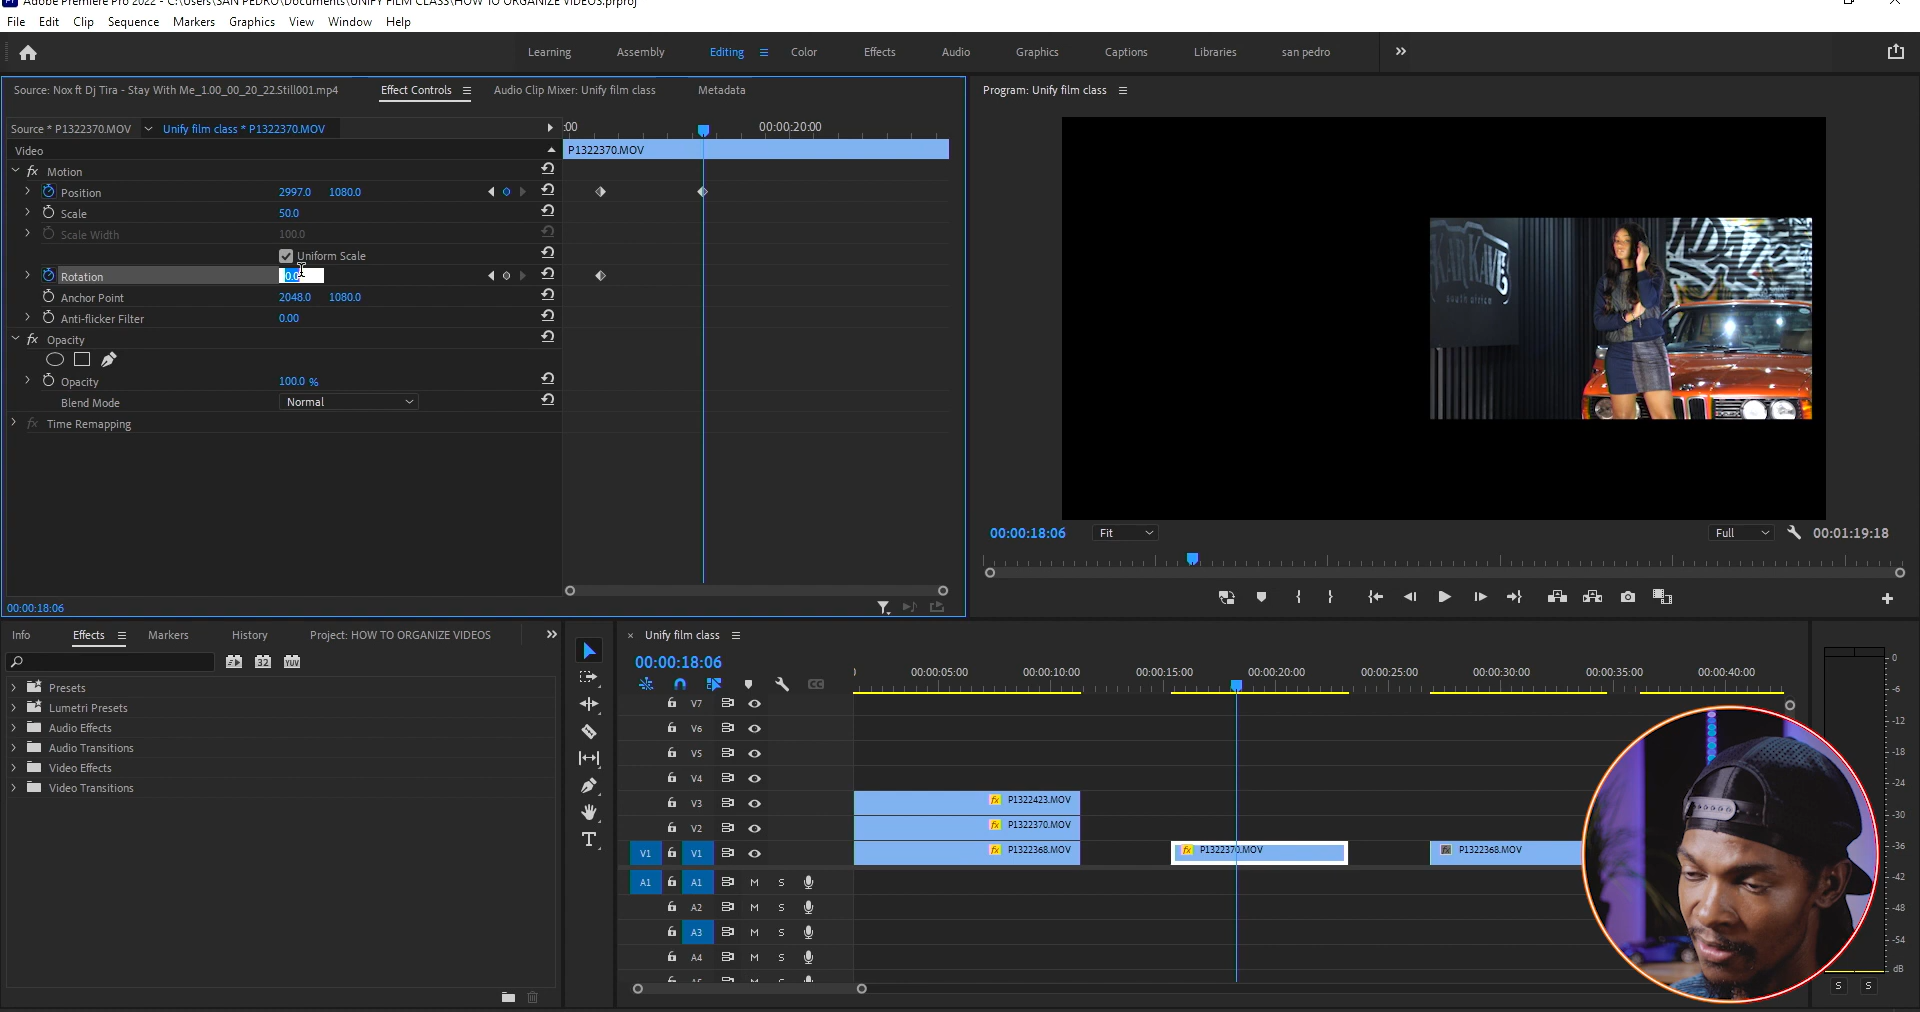 Adobe Premiere Pro 2022 - C:\Users\SAN PEDRO\Documents\UNIFY FILM CLASS\HOW TO ORGANIZE VIDEOS.prproj
File Edit Clip Sequence Markers Graphics View Window Help
Learning Assembly Editing Color Effects Audio Graphics Captions Libraries san pedro
Source: Nox ft Dj Tira - Stay With Me_1.00_00_20_22.Still001.mp4 Effect Controls Audio Clip Mixer: Unify film class Metadata
Program: Unify film class
Source * P1322370.MOV Unify film class * P1322370.MOV
:00 00:00:20:00
Video
P1322370.MOV
fx Motion
Position 2997.0 1080.0
Scale 50.0
Scale Width 100.0
Uniform Scale
Rotation 0.0
Anchor Point 2048.0 1080.0
Anti-flicker Filter 0.00
fx Opacity
Opacity 100.0 %
Blend Mode Normal
fx Time Remapping
KARKAVE
south africa
00:00:18:06 Fit Full 00:01:19:18
00:00:18:06
Info Effects Markers History Project: HOW TO ORGANIZE VIDEOS
32 YUV
Presets
Lumetri Presets
Audio Effects
Audio Transitions
Video Effects
Video Transitions
× Unify film class
00:00:18:06
00:00:05:00 00:00:10:00 00:00:15:00 00:00:20:00 00:00:25:00 00:00:30:00 00:00:35:00 00:00:40:00
CC
V7
V6
V5
V4
V3 fx P1322423.MOV
V2 fx P1322370.MOV
V1 V1 fx P1322368.MOV fx P1322370.MOV fx P1322368.MOV
A1 A1 M S
A2 M S
A3 M S
A4 M S
T
0
-6
-12
-18
-24
-30
-36
-42
-48
-54
dB
S S